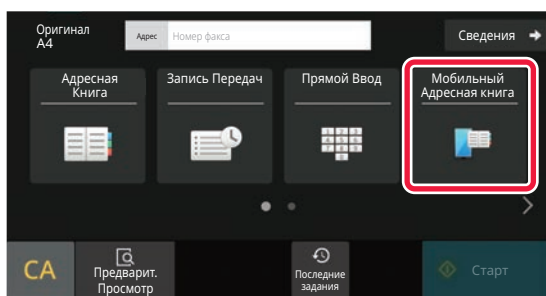 Оригинал
A4
Адрес
Номер факса
Сведения
Адресная
Книга
Запись Передач
Прямой Ввод
Мобильный
Адресная книга
CA
Предварит.
Просмотр
Последние
задания
Старт